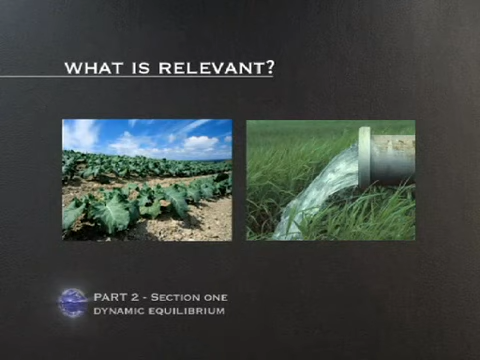 WHAT IS RELEVANT?
PART 2 - SECTION ONE
DYNAMIC EQUILIBRIUM